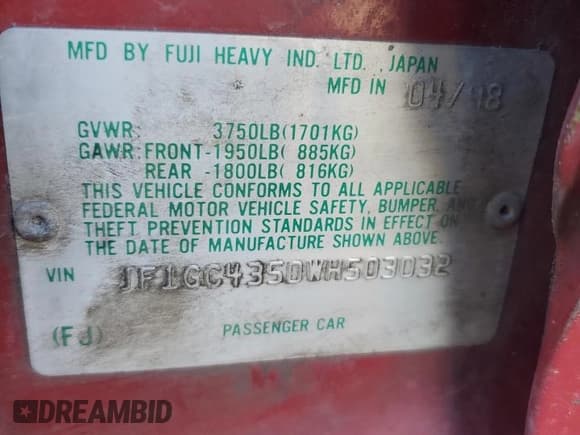 MFD BY FUJI HEAVY IND. LTD. , JAPAN
MFD IN 04/98
GVWR: 3750LB(1701KG)
GAWR:FRONT-1950LB( 885KG)
REAR -1800LB( 816KG)
THIS VEHICLE CONFORMS TO ALL APPLICABLE
FEDERAL MOTOR VEHICLE SAFETY, BUMPER, AND
THEFT PREVENTION STANDARDS IN EFFECT ON
THE DATE OF MANUFACTURE SHOWN ABOVE.
VIN JF1GC4350WH503032
(FJ) PASSENGER CAR
DREAMBID